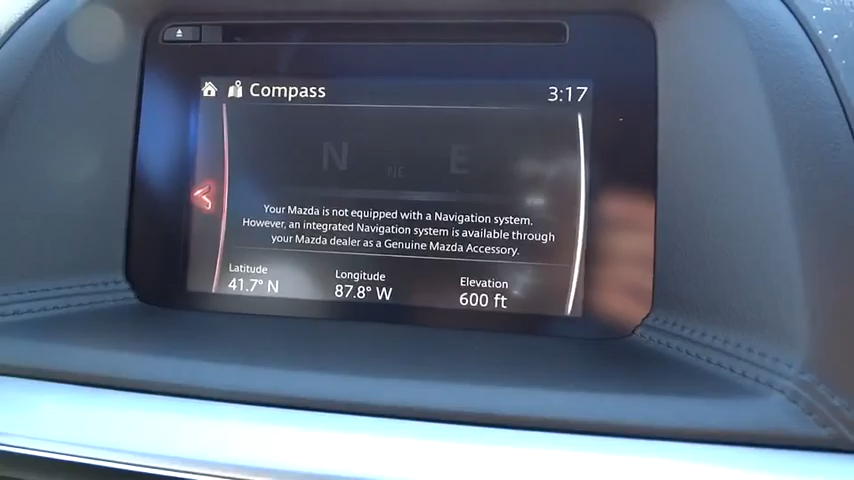 Compass 3:17
N NE E
Your Mazda is not equipped with a Navigation system.
However, an integrated Navigation system is available through
your Mazda dealer as a Genuine Mazda Accessory.
Latitude Longitude Elevation
41.7° N 87.8° W 600 ft